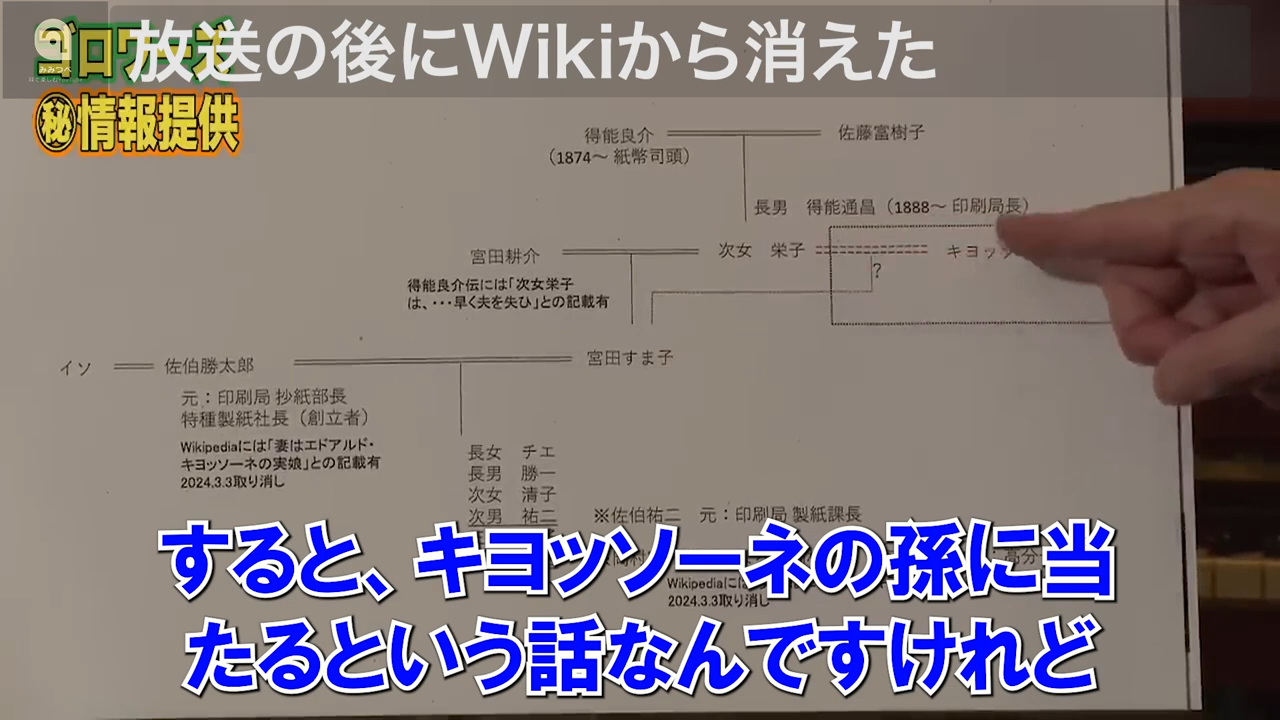 放送の後にWikiから消えた
みみつべ
㊙情報提供
得能良介
佐藤富樹子
（1874～ 紙幣司頭）
長男 得能通昌（1888～ 印刷局長）
宮田耕介
次女 栄子
キヨッソ
?
得能良介伝には「次女栄子
は、・・・早く夫を失ひ」との記載有
イソ
佐伯勝太郎
宮田すま子
元：印刷局 抄紙部長
特種製紙社長（創立者）
Wikipediaには「妻はエドアルド・
キヨッソーネの実娘」との記載有
2024.3.3取り消し
長女 チエ
長男 勝一
次女 清子
次男 祐二
※佐伯祐二 元：印刷局 製紙課長
高分
Wikipediaには
2024.3.3取り消し
すると、キヨッソーネの孫に当
たるという話なんですけれど